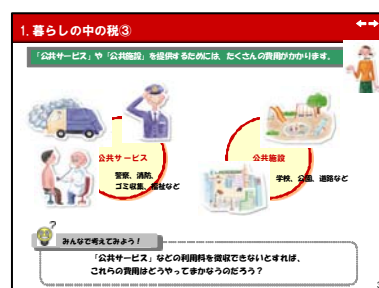 1. 暮らしの中の税③
「公共サービス」や「公共施設」を提供するためには、たくさんの費用がかかります。
公共サービス
警察、消防、
ゴミ収集、福祉など
公共施設
学校、公園、道路など
?
みんなで考えてみよう!
「公共サービス」などの利用料を徴収できないとすれば、
これらの費用はどうやってまかなうのだろう?